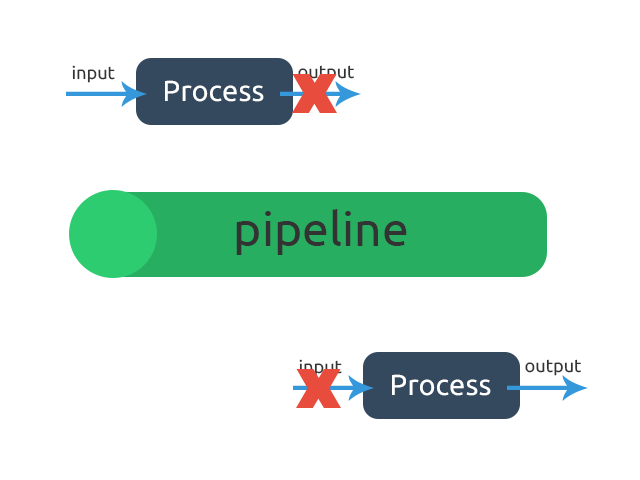 input
output
Process
X
pipeline
input
output
X
Process